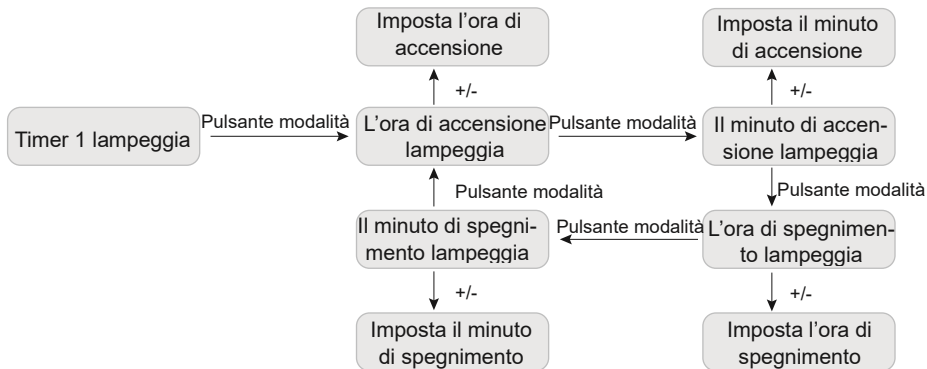 Imposta l’ora di
accensione
Imposta il minuto
di accensione
+/-
+/-
Timer 1 lampeggia
Pulsante modalità
L’ora di accensione
lampeggia
Pulsante modalità
Il minuto di accen-
sione lampeggia
Pulsante modalità
Pulsante modalità
Il minuto di spegni-
mento lampeggia
Pulsante modalità
L’ora di spegnimen-
to lampeggia
+/-
+/-
Imposta il minuto
di spegnimento
Imposta l’ora di
spegnimento